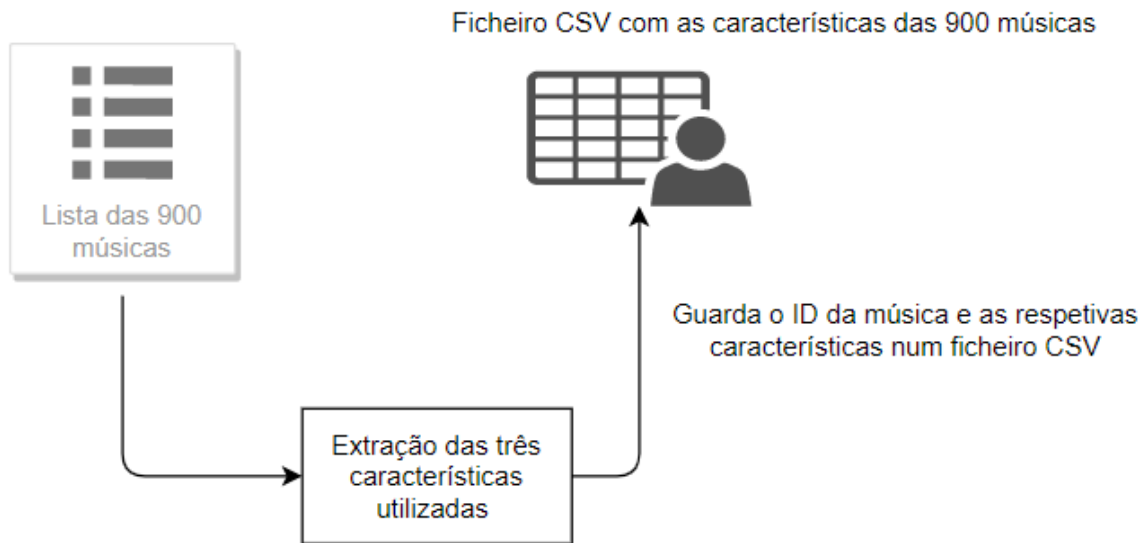 Ficheiro CSV com as características das 900 músicas
Lista das 900
músicas
Guarda o ID da música e as respetivas
características num ficheiro CSV
Extração das três
características
utilizadas